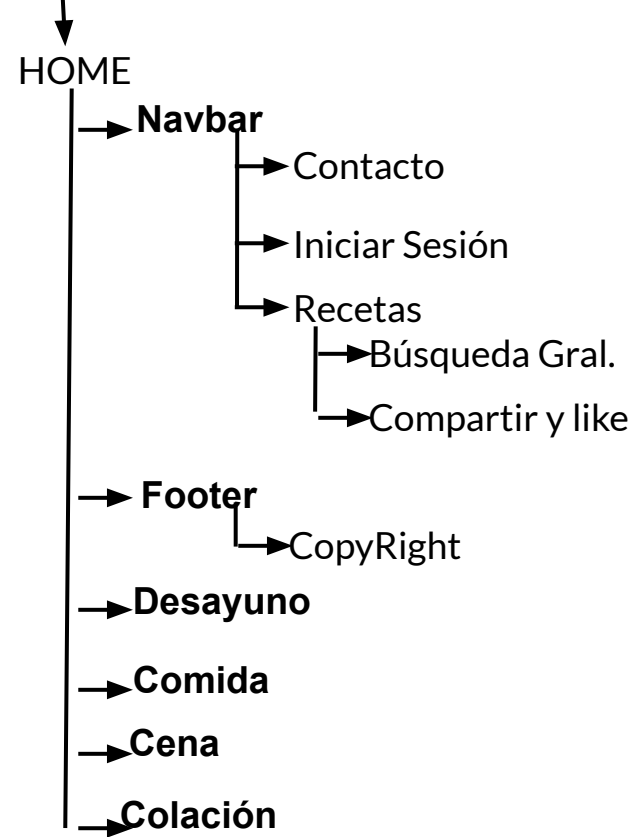 HOME
Navbar
Contacto
Iniciar Sesión
Recetas
Búsqueda Gral.
Compartir y like
Footer
CopyRight
Desayuno
Comida
Cena
Colación